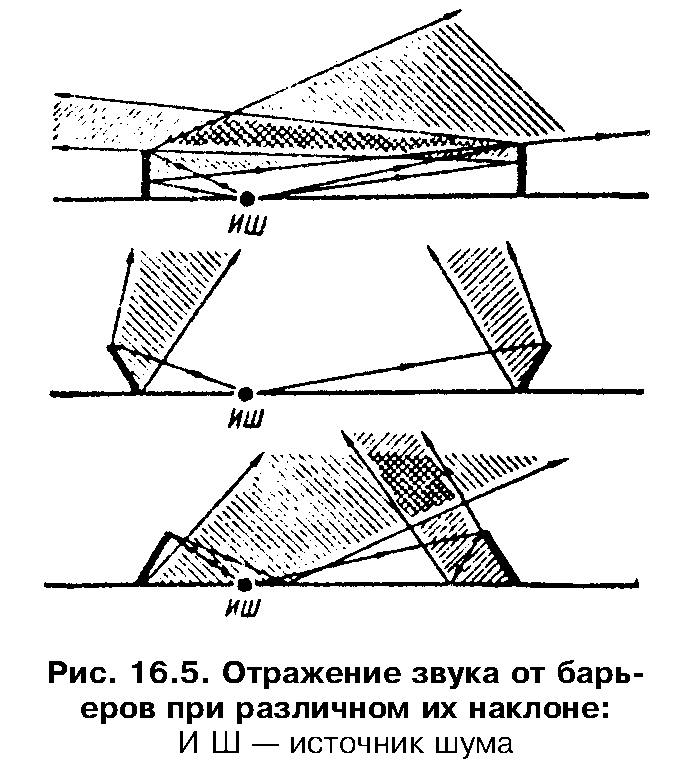 ИШ
ИШ
ИШ
Рис. 16.5. Отражение звука от барь-
еров при различном их наклоне:
И Ш — источник шума